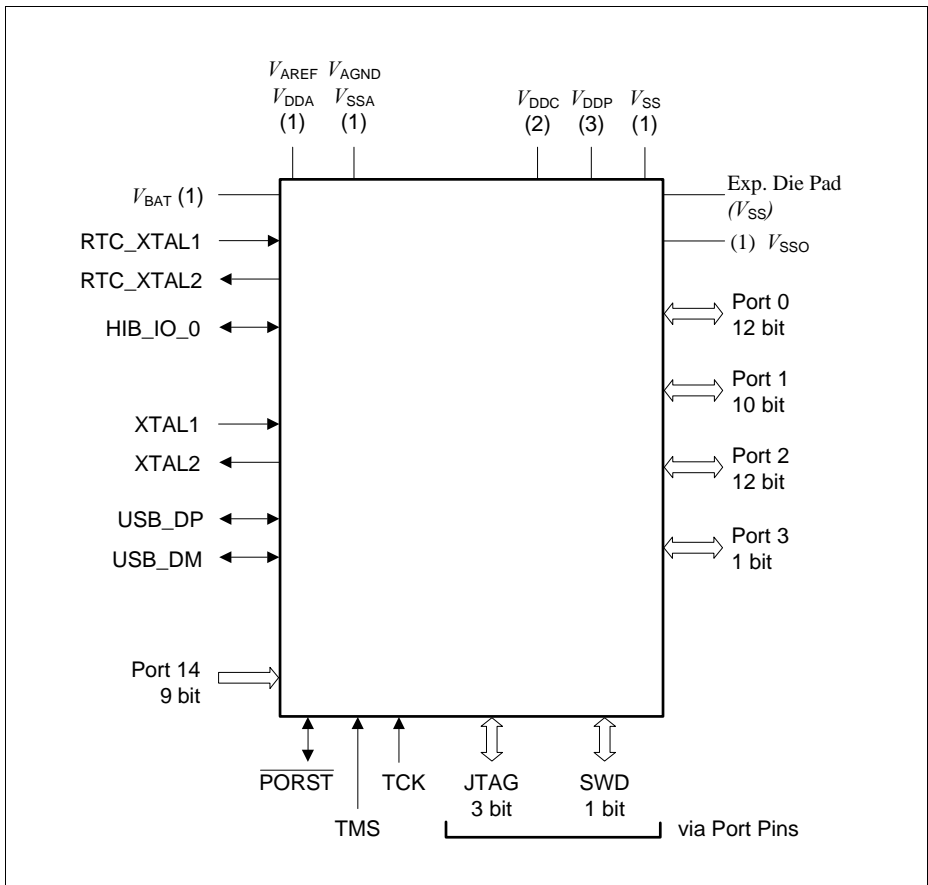 VAREF VAGND
VDDA VSSA
(1) (1)
VDDC VDDP VSS
(2) (3) (1)
VBAT (1)
RTC_XTAL1
RTC_XTAL2
HIB_IO_0
XTAL1
XTAL2
USB_DP
USB_DM
Port 14
9 bit
Exp. Die Pad
(VSS)
(1) VSSO
Port 0
12 bit
Port 1
10 bit
Port 2
12 bit
Port 3
1 bit
PORST
TMS
TCK
JTAG
3 bit
SWD
1 bit
via Port Pins